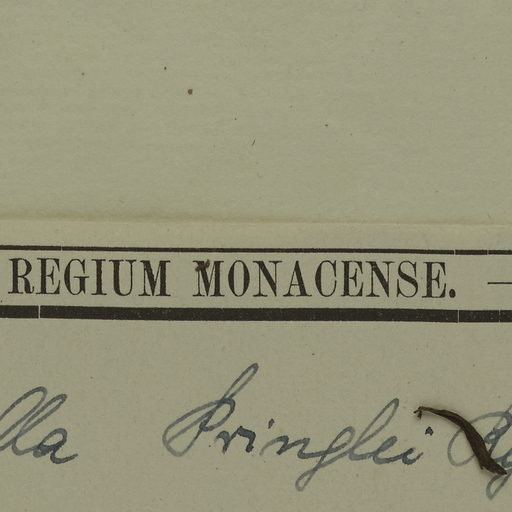 REGIUM MONACENSE. —
lla Pringlei